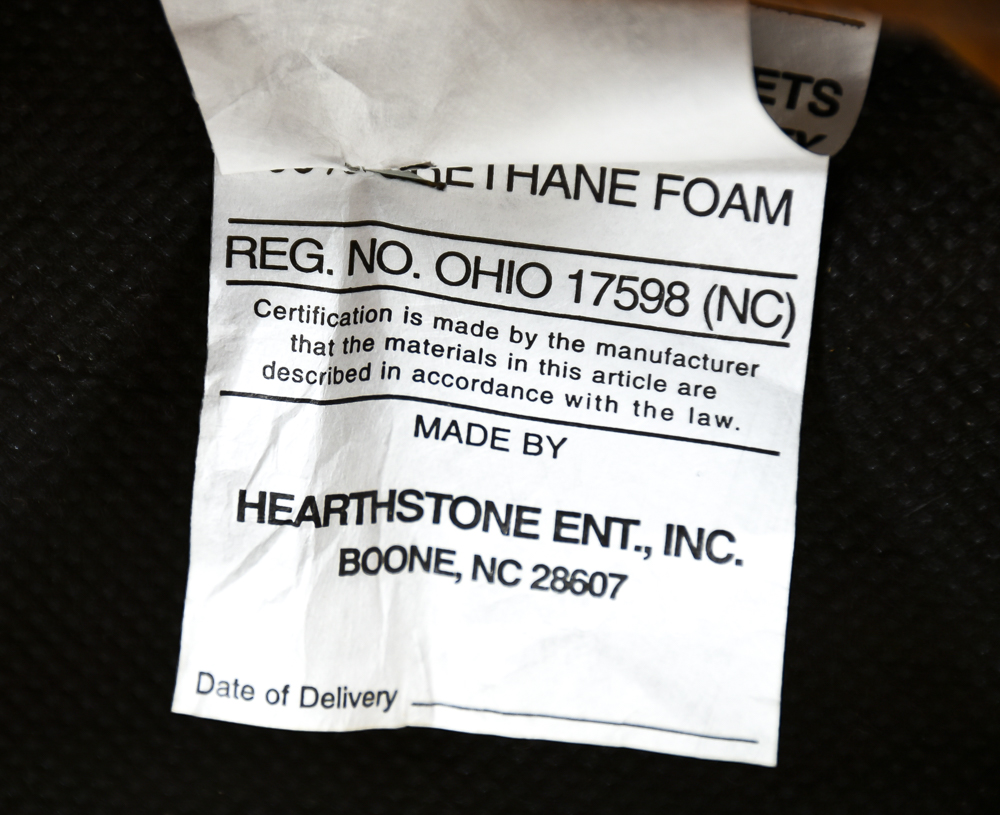 ETS
FOAM
REG. NO. OHIO 17598 (NC)
Certification is made by the manufacturer
that the materials in this article are
described in accordance with the law.
MADE BY
HEARTHSTONE ENT., INC.
BOONE, NC 28607
Date of Delivery